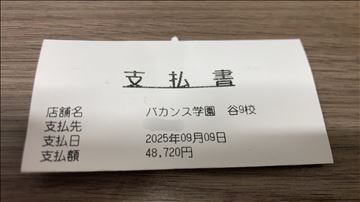 支払書
店舗名 バカンス学園 谷9校
支払先
支払日 2025年09月09日
支払額 48,720円